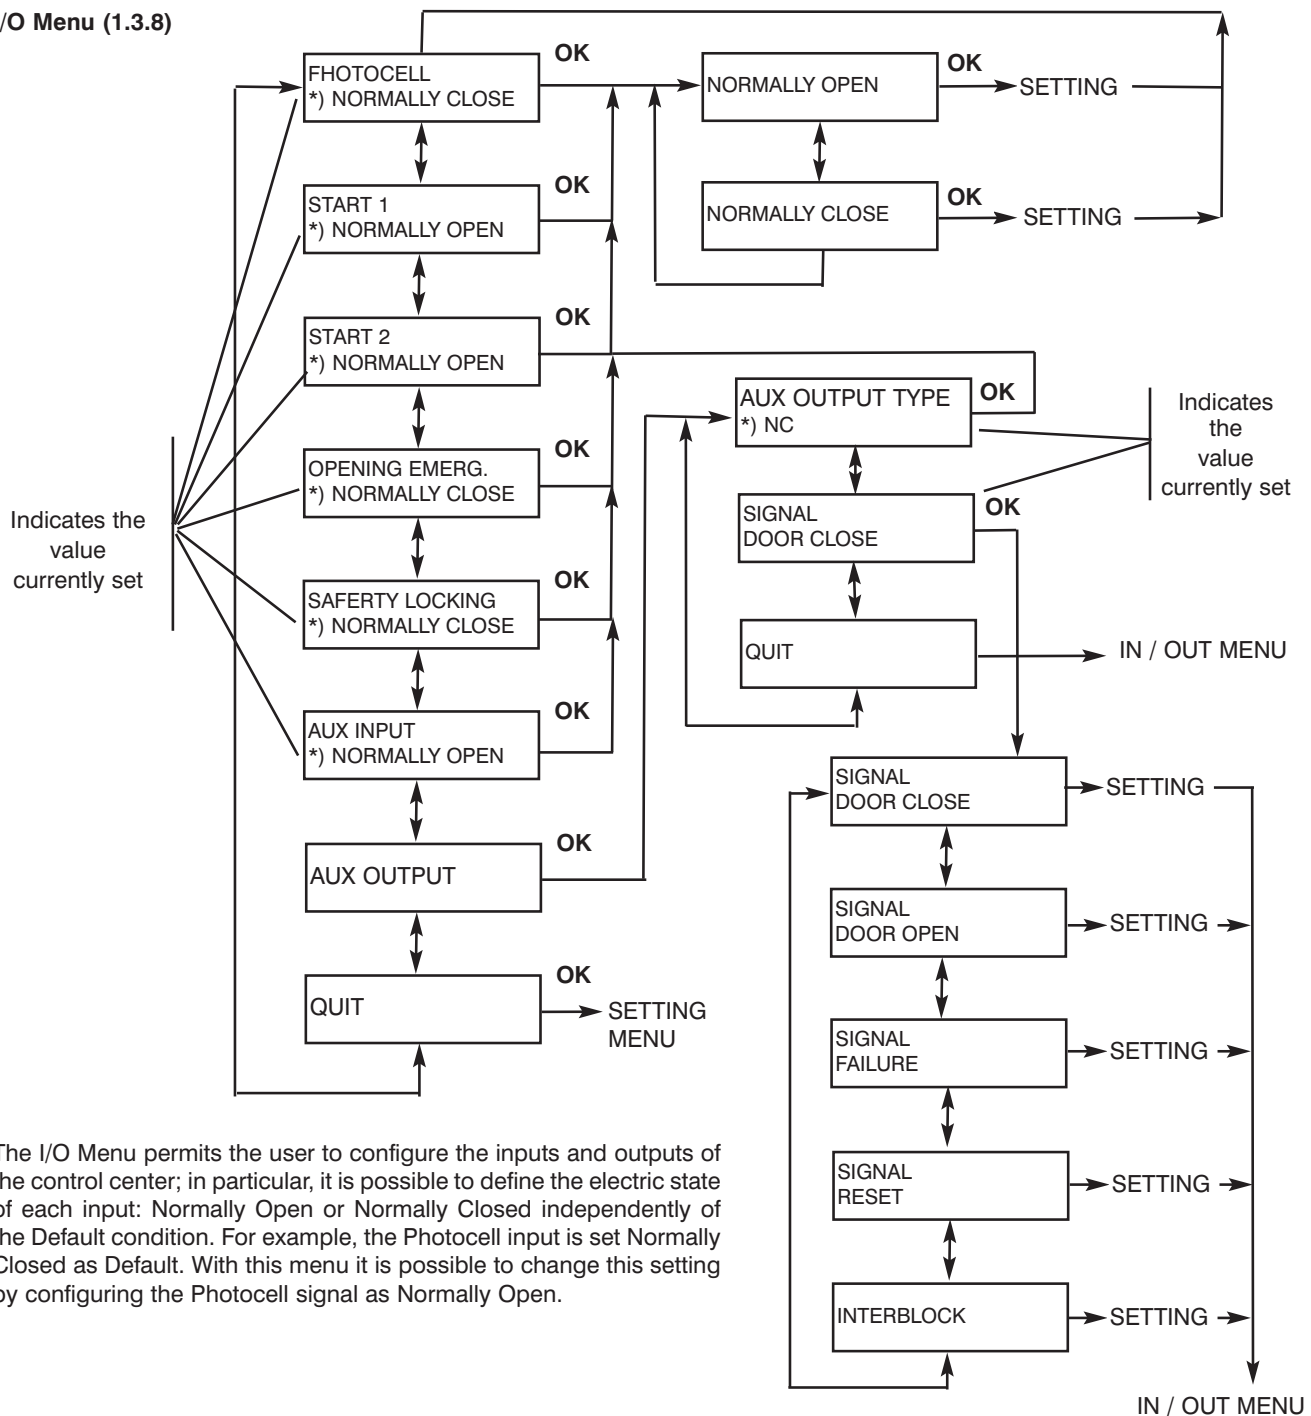 /O Menu (1.3.8)
FHOTOCELL
*) NORMALLY CLOSE
OK
NORMALLY OPEN
OK
SETTING
START 1
*) NORMALLY OPEN
OK
NORMALLY CLOSE
OK
SETTING
START 2
*) NORMALLY OPEN
OK
OPENING EMERG.
*) NORMALLY CLOSE
OK
Indicates the
value
currently set
SAFERTY LOCKING
*) NORMALLY CLOSE
OK
AUX INPUT
*) NORMALLY OPEN
OK
AUX OUTPUT
OK
QUIT
OK
SETTING
MENU
AUX OUTPUT TYPE
*) NC
OK
Indicates
the
value
currently set
SIGNAL
DOOR CLOSE
OK
QUIT
IN / OUT MENU
SIGNAL
DOOR CLOSE
SETTING
SIGNAL
DOOR OPEN
SETTING
SIGNAL
FAILURE
SETTING
SIGNAL
RESET
SETTING
INTERBLOCK
SETTING
IN / OUT MENU
The I/O Menu permits the user to configure the inputs and outputs of
the control center; in particular, it is possible to define the electric state
of each input: Normally Open or Normally Closed independently of
the Default condition. For example, the Photocell input is set Normally
Closed as Default. With this menu it is possible to change this setting
by configuring the Photocell signal as Normally Open.